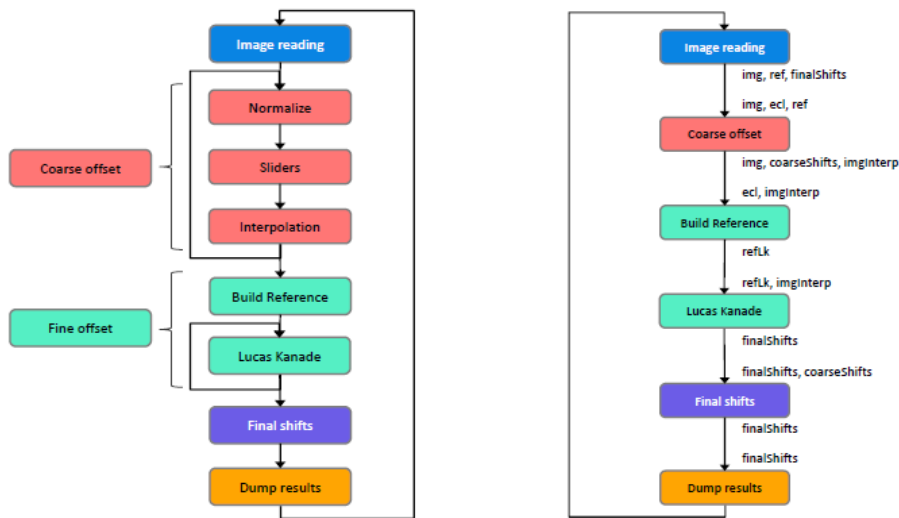 Image reading
Normalize
Coarse offset
Sliders
Interpolation
Build Reference
Fine offset
Lucas Kanade
Final shifts
Dump results
Image reading
img, ref, finalShifts
img, ecl, ref
Coarse offset
img, coarseShifts, imgInterp
ecl, imgInterp
Build Reference
refLk
refLk, imgInterp
Lucas Kanade
finalShifts
finalShifts, coarseShifts
Final shifts
finalShifts
finalShifts
Dump results